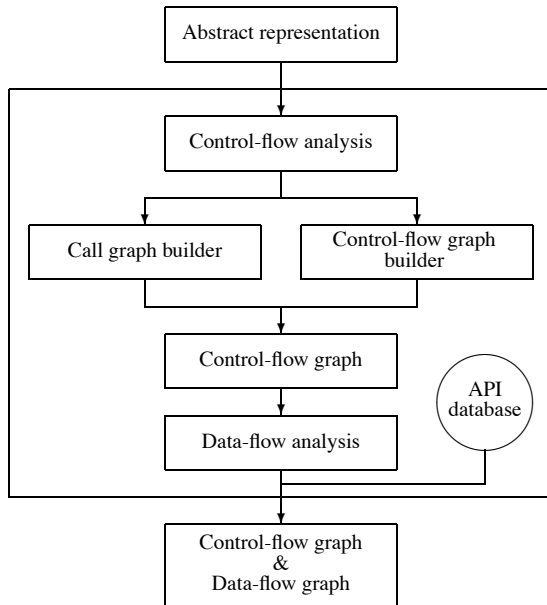 Abstract representation
Control-flow analysis
Call graph builder
Control-flow graph
builder
Control-flow graph
API
database
Data-flow analysis
Control-flow graph
&
Data-flow graph